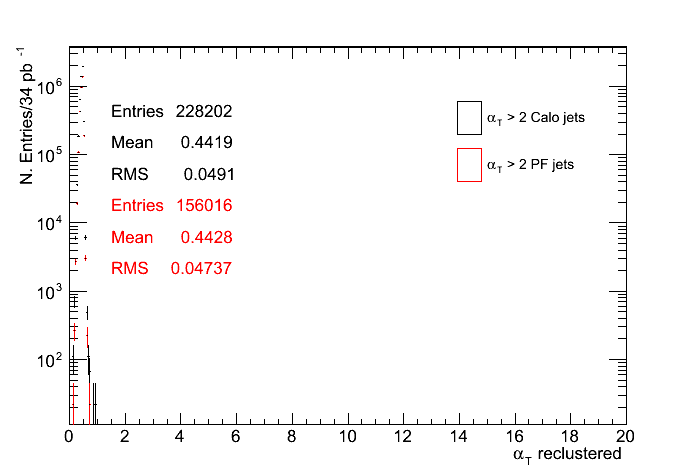 N. Entries/34 pb⁻¹
10⁶
10⁵
10⁴
10³
10²
Entries 228202
Mean 0.4419
RMS 0.0491
Entries 156016
Mean 0.4428
RMS 0.04737
α_T > 2 Calo jets
α_T > 2 PF jets
0 2 4 6 8 10 12 14 16 18 20
α_T reclustered